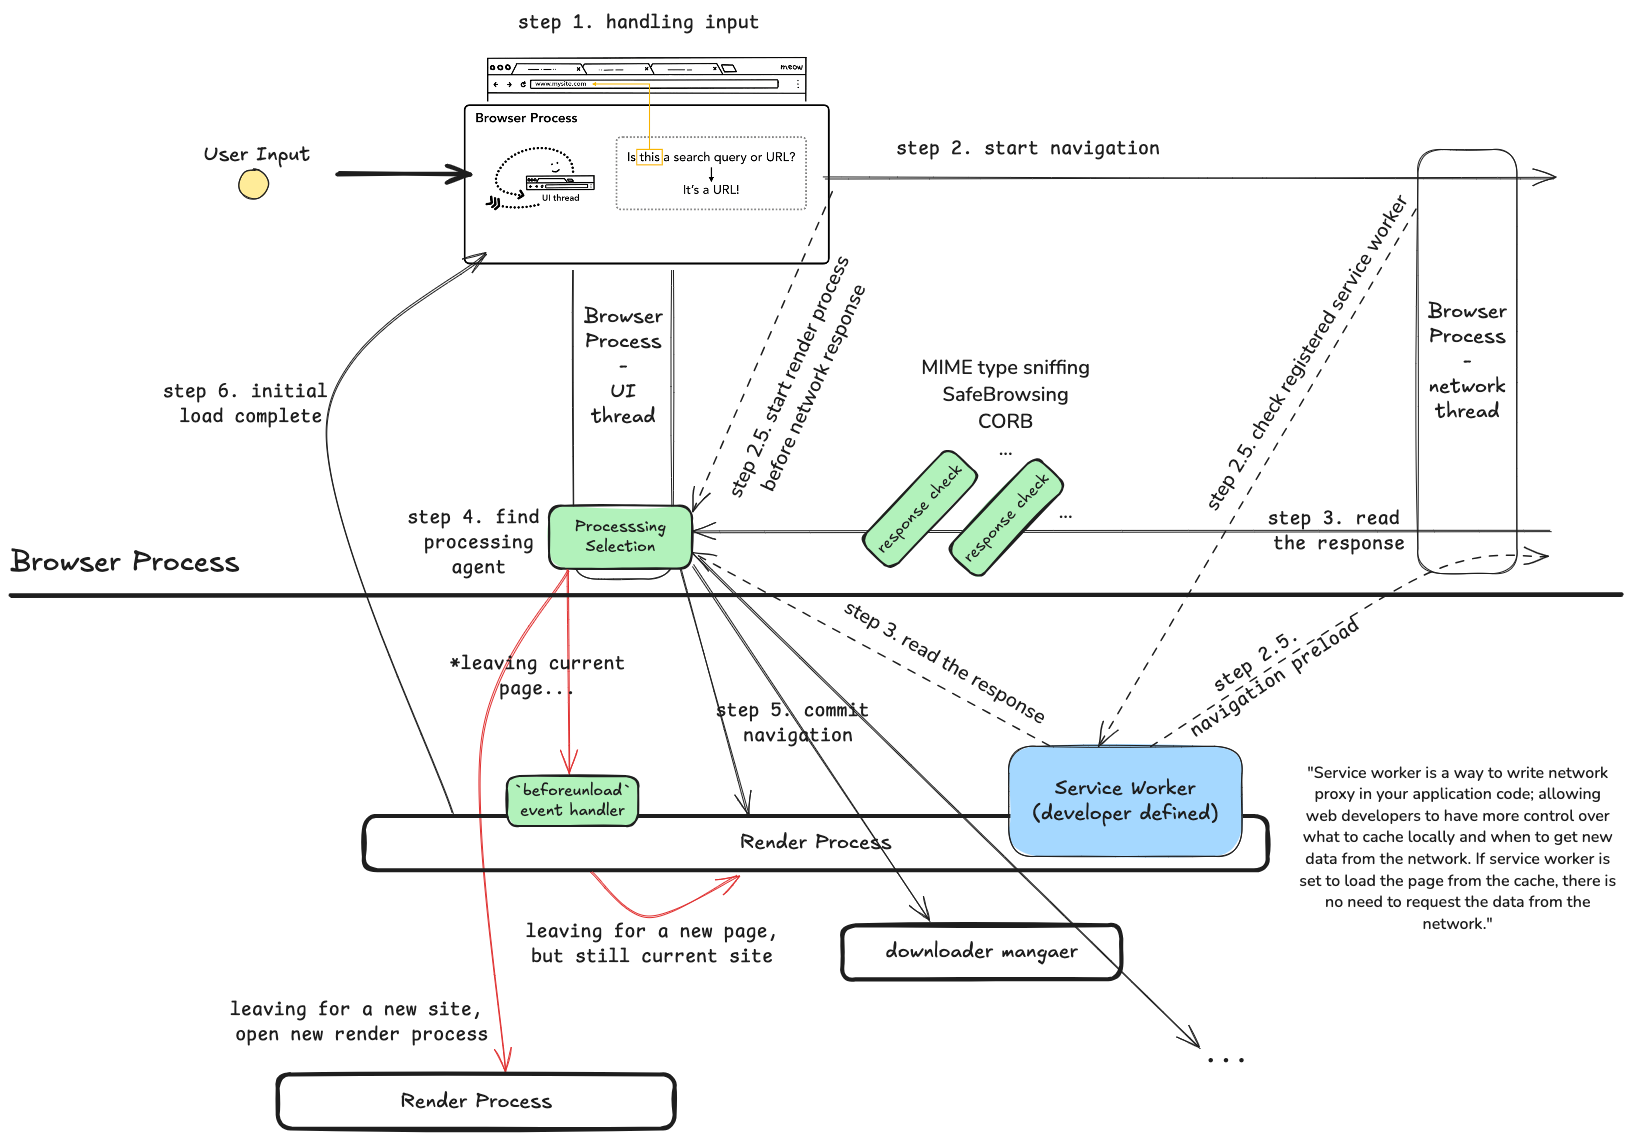 step 1. handling input
meow
www.mysite.com
Browser Process
Is this a search query or URL?
It's a URL!
UI thread
User Input
step 2. start navigation
Browser
Process
-
UI
thread
step 2.5. start render process
before network response
MIME type sniffing
SafeBrowsing
CORB
...
response check
response check
...
step 2.5. check registered service worker
Browser
Process
-
network
thread
step 6. initial
load complete
step 4. find
processing
agent
Processsing
Selection
step 3. read
the response
Browser Process
*leaving current
page...
step 3. read the response
step 2.5.
navigation preload
step 5. commit
navigation
`beforeunload`
event handler
Render Process
Service Worker
(developer defined)
"Service worker is a way to write network
proxy in your application code; allowing
web developers to have more control over
what to cache locally and when to get new
data from the network. If service worker is
set to load the page from the cache, there is
no need to request the data from the
network."
leaving for a new page,
but still current site
downloader mangaer
leaving for a new site,
open new render process
...
Render Process